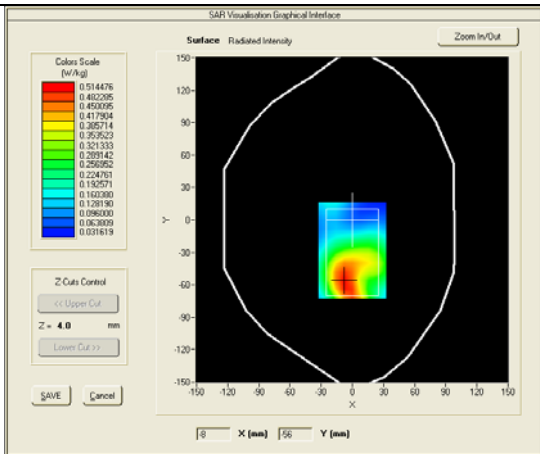 SAR Visualisation Graphical Interface
Surface Radiated Intensity
Zoom In/Out
Colors Scale
(W/kg)
0.514476
0.482285
0.450095
0.417904
0.385714
0.353523
0.321333
0.289142
0.256952
0.224761
0.192571
0.160380
0.128190
0.096000
0.063809
0.031619
Z Cuts Control
<< Upper Cut
Z = 4.0 mm
Lower Cut >>
SAVE Cancel
150-
120-
90-
60-
30-
0-
-30-
-60-
-90-
-120-
-150-
Y
-150 -120 -90 -60 -30 0 30 60 90 120 150
X
-8 X (mm) -56 Y (mm)